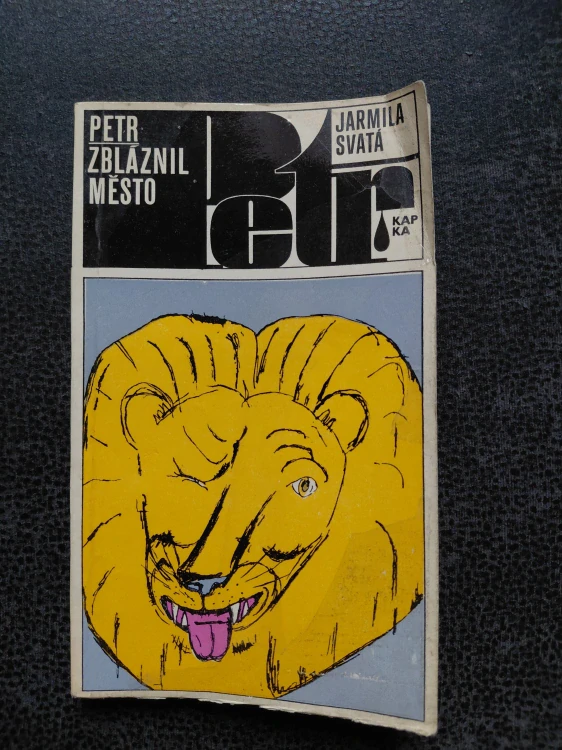 PETR
ZBLÁZNIL
MĚSTO
Petr
JARMILA
SVATÁ
KAP
KA